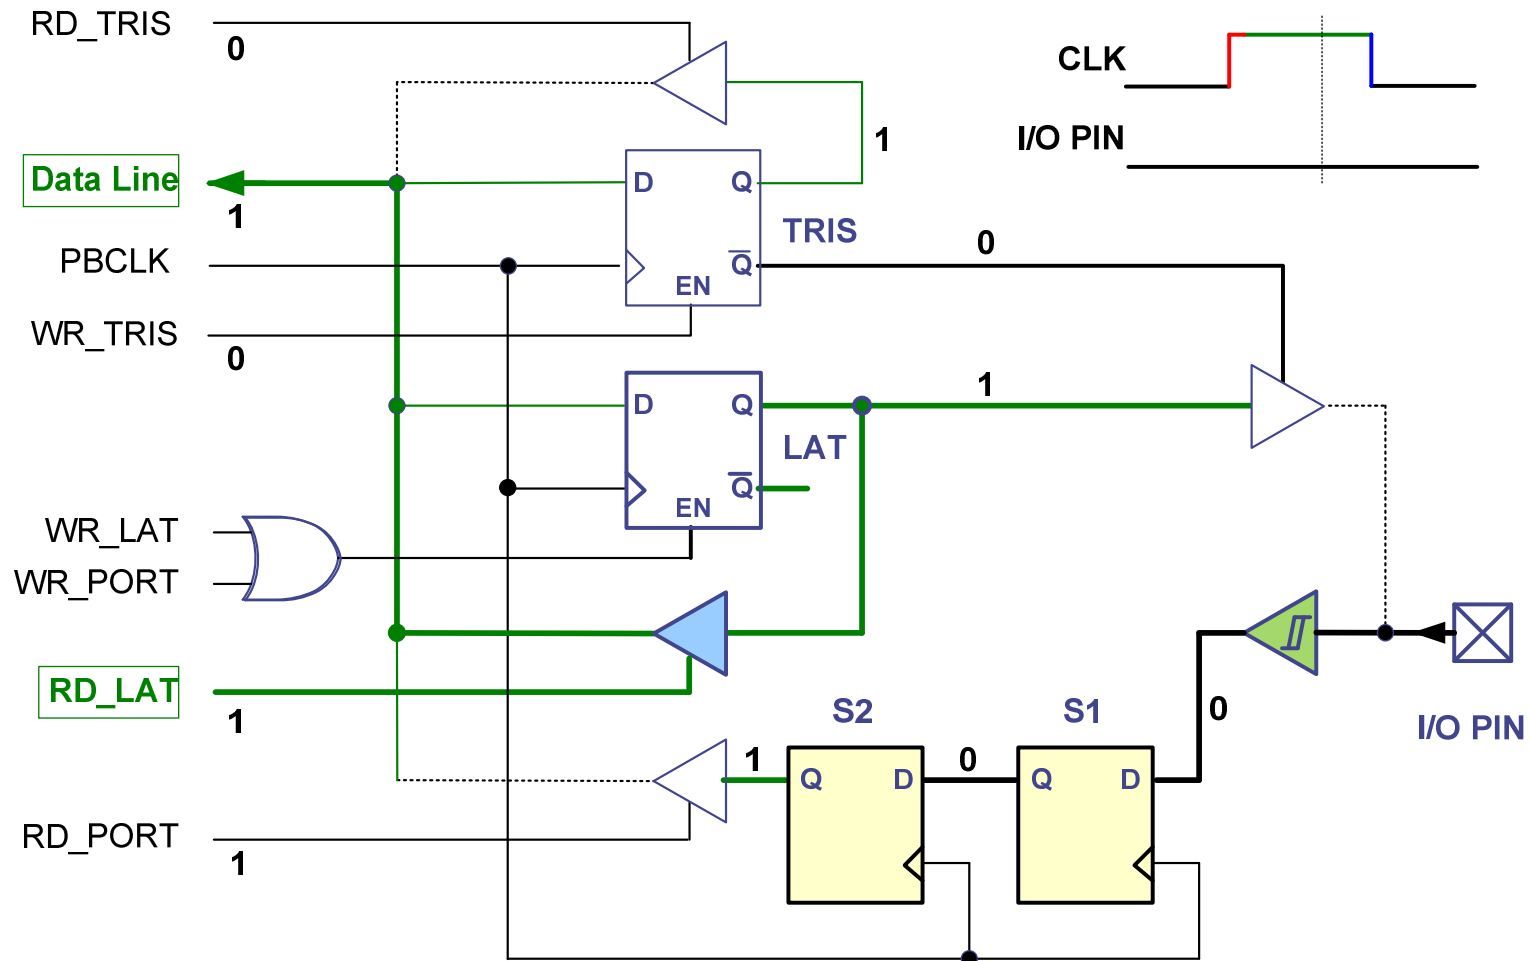 RD_TRIS
0
CLK
I/O PIN
1
Data Line
1
D
Q
TRIS
PBCLK
Q
EN
0
WR_TRIS
0
D
Q
1
LAT
Q
EN
WR_LAT
WR_PORT
RD_LAT
1
S2
S1
0
I/O PIN
1
Q
D
0
Q
D
RD_PORT
1